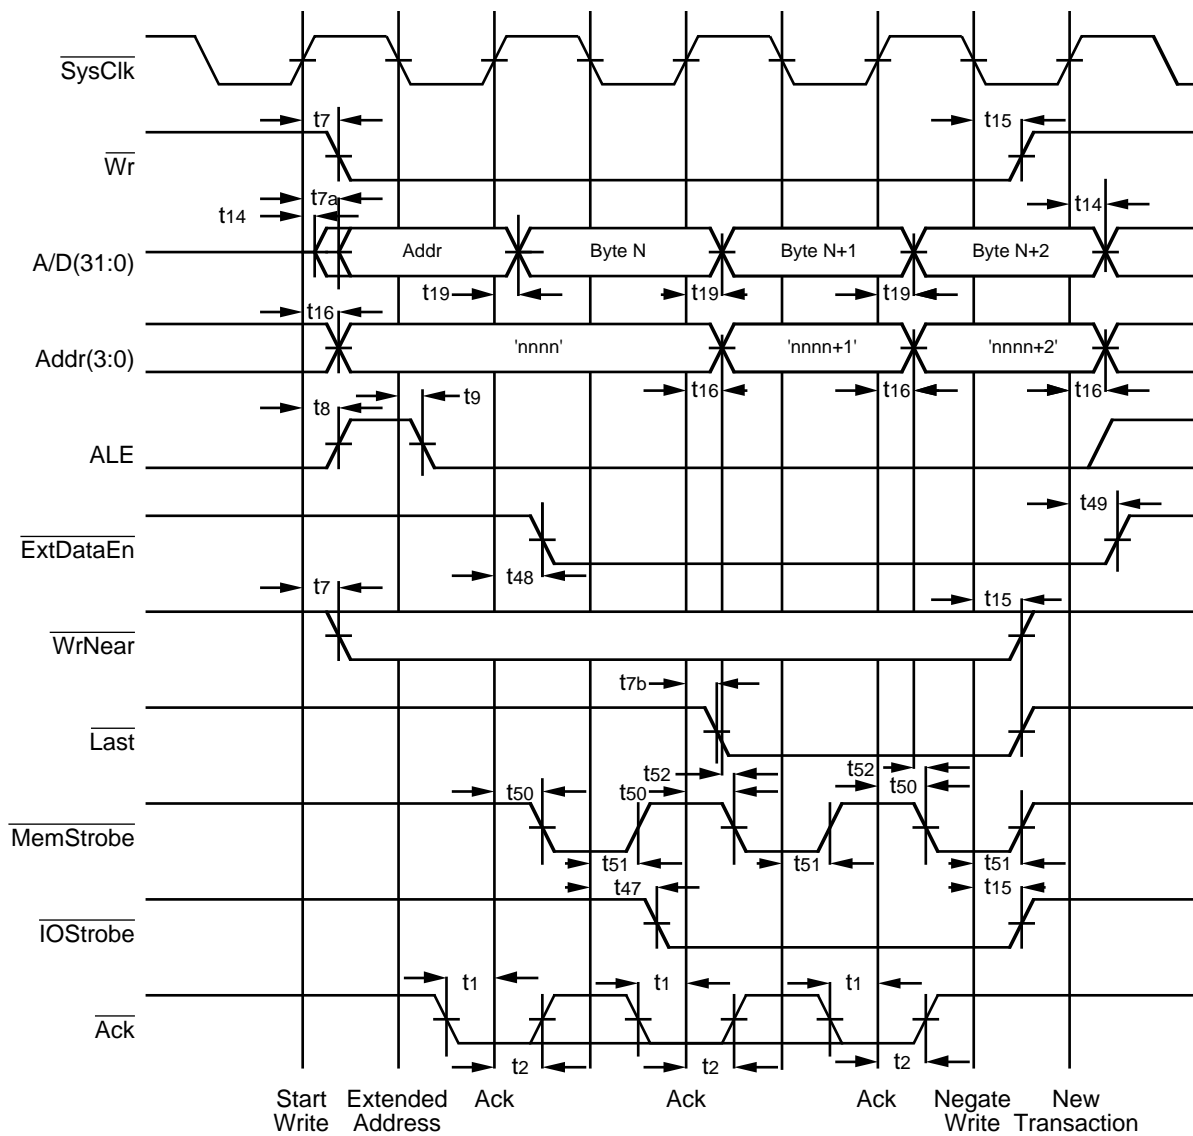 SysClk
t7 t15
Wr
t7a
t14 t14
A/D(31:0) Addr Byte N Byte N+1 Byte N+2
t19 t19 t19
t16
Addr(3:0) 'nnnn' 'nnnn+1' 'nnnn+2'
t16 t16 t16
t8 t9
ALE
t49
ExtDataEn
t48
t7 t15
WrNear
t7b
Last
t52 t52
t50 t50 t50
MemStrobe
t51 t51 t51
t47 t15
IOStrobe
t1 t1 t1
Ack
t2 t2 t2
Start Extended Ack Ack Ack Negate New
Write Address Write Transaction